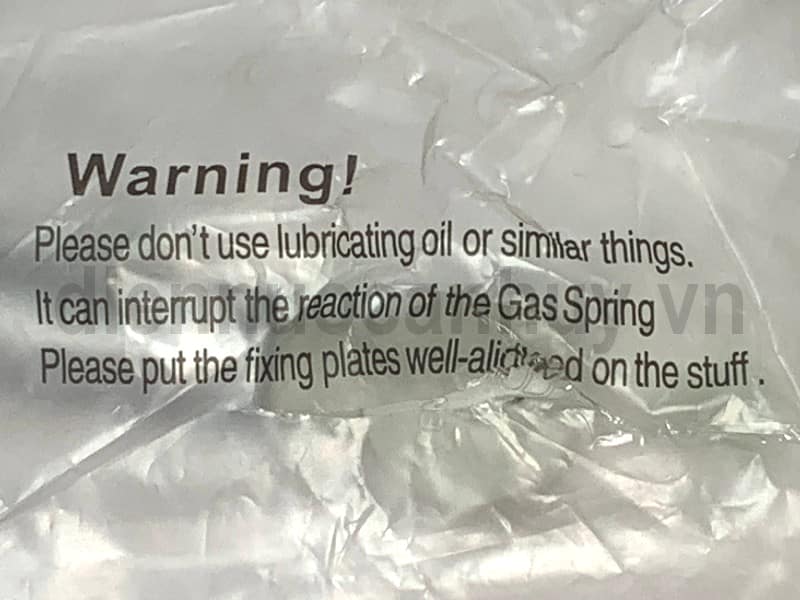 Warning!
Please don't use lubricating oil or similar things.
It can interrupt the reaction of the Gas Spring
Please put the fixing plates well-aligned on the stuff.